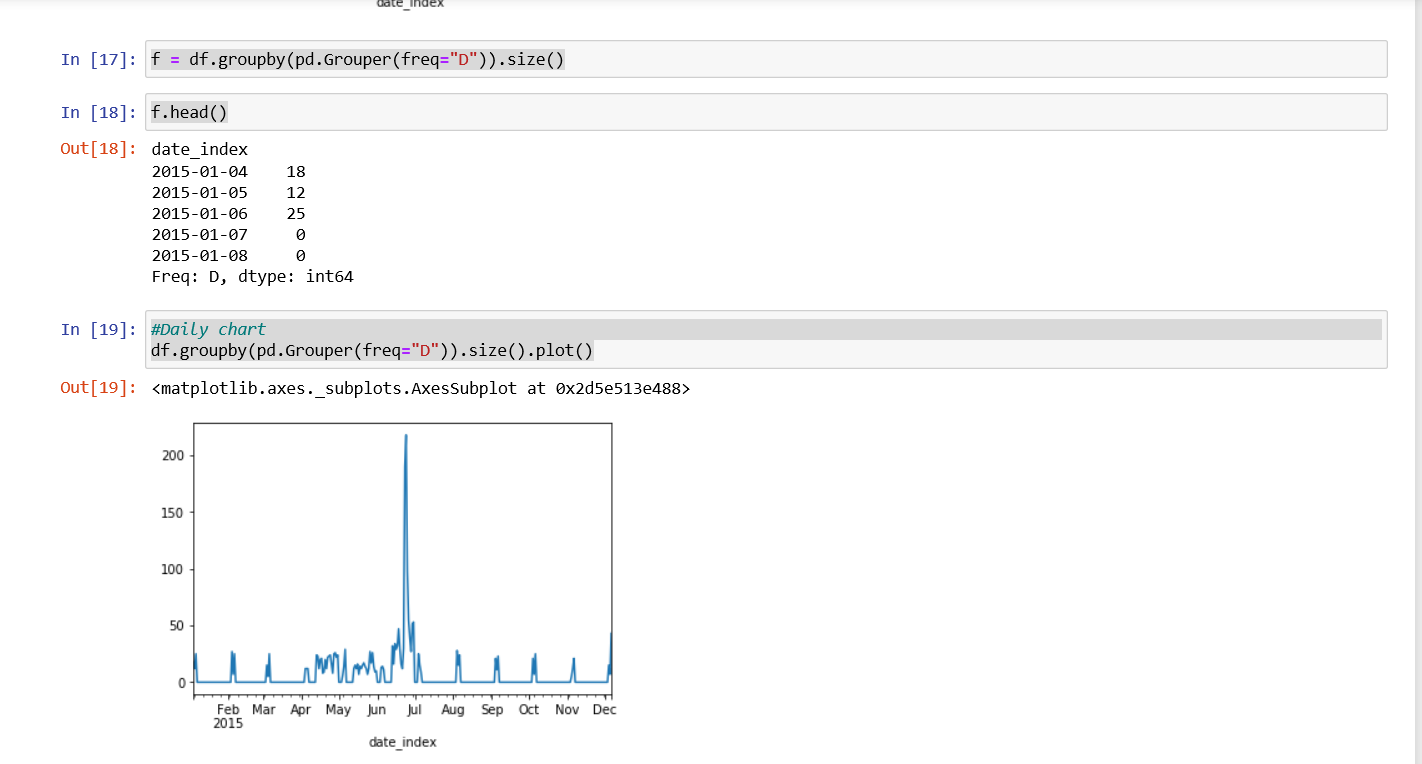 date_index
In [17]: f = df.groupby(pd.Grouper(freq="D")).size()
In [18]: f.head()
Out[18]: date_index
2015-01-04    18
2015-01-05    12
2015-01-06    25
2015-01-07     0
2015-01-08     0
Freq: D, dtype: int64
In [19]: #Daily chart
df.groupby(pd.Grouper(freq="D")).size().plot()
Out[19]: <matplotlib.axes._subplots.AxesSubplot at 0x2d5e513e488>
200
150
100
50
0
Feb Mar Apr May Jun Jul Aug Sep Oct Nov Dec
2015
date_index